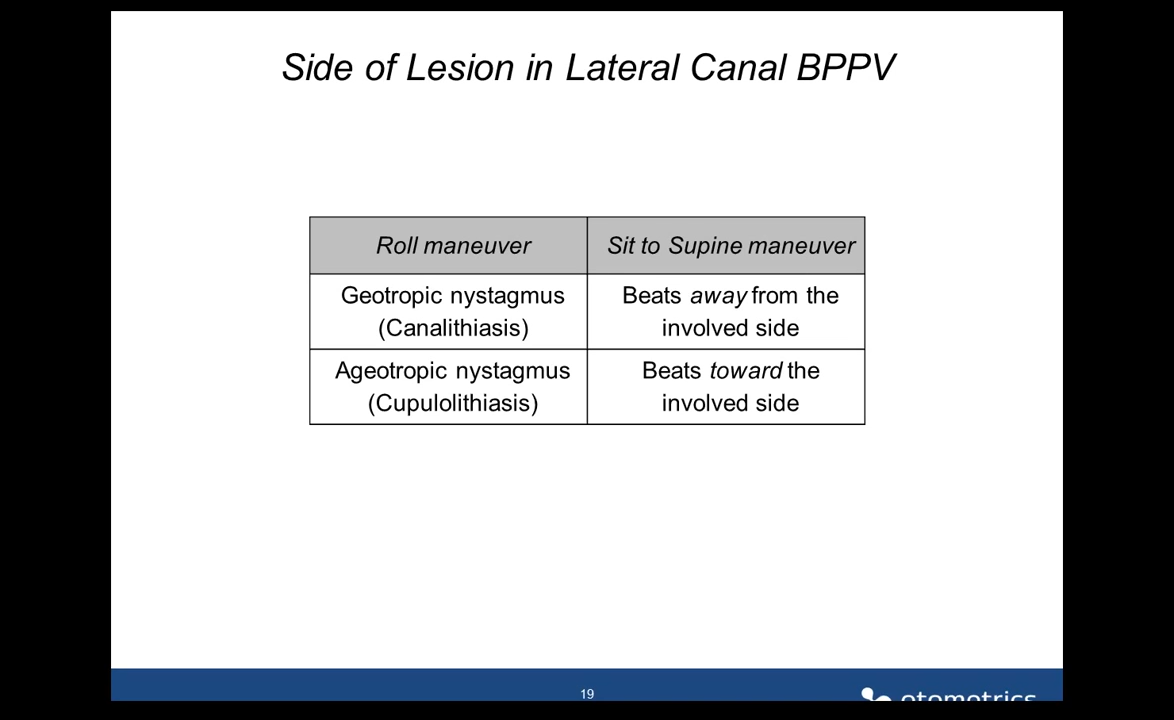 Side of Lesion in Lateral Canal BPPV
Roll maneuver
Sit to Supine maneuver
Geotropic nystagmus
(Canalithiasis)
Beats away from the
involved side
Ageotropic nystagmus
(Cupulolithiasis)
Beats toward the
involved side
19
otometrics